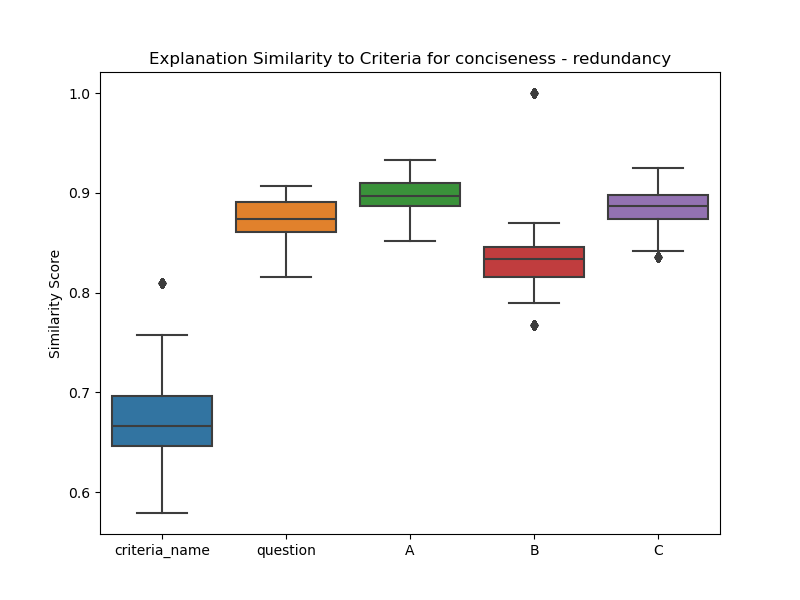 Explanation Similarity to Criteria for conciseness - redundancy
Similarity Score
1.0
0.9
0.8
0.7
0.6
criteria_name
question
A
B
C